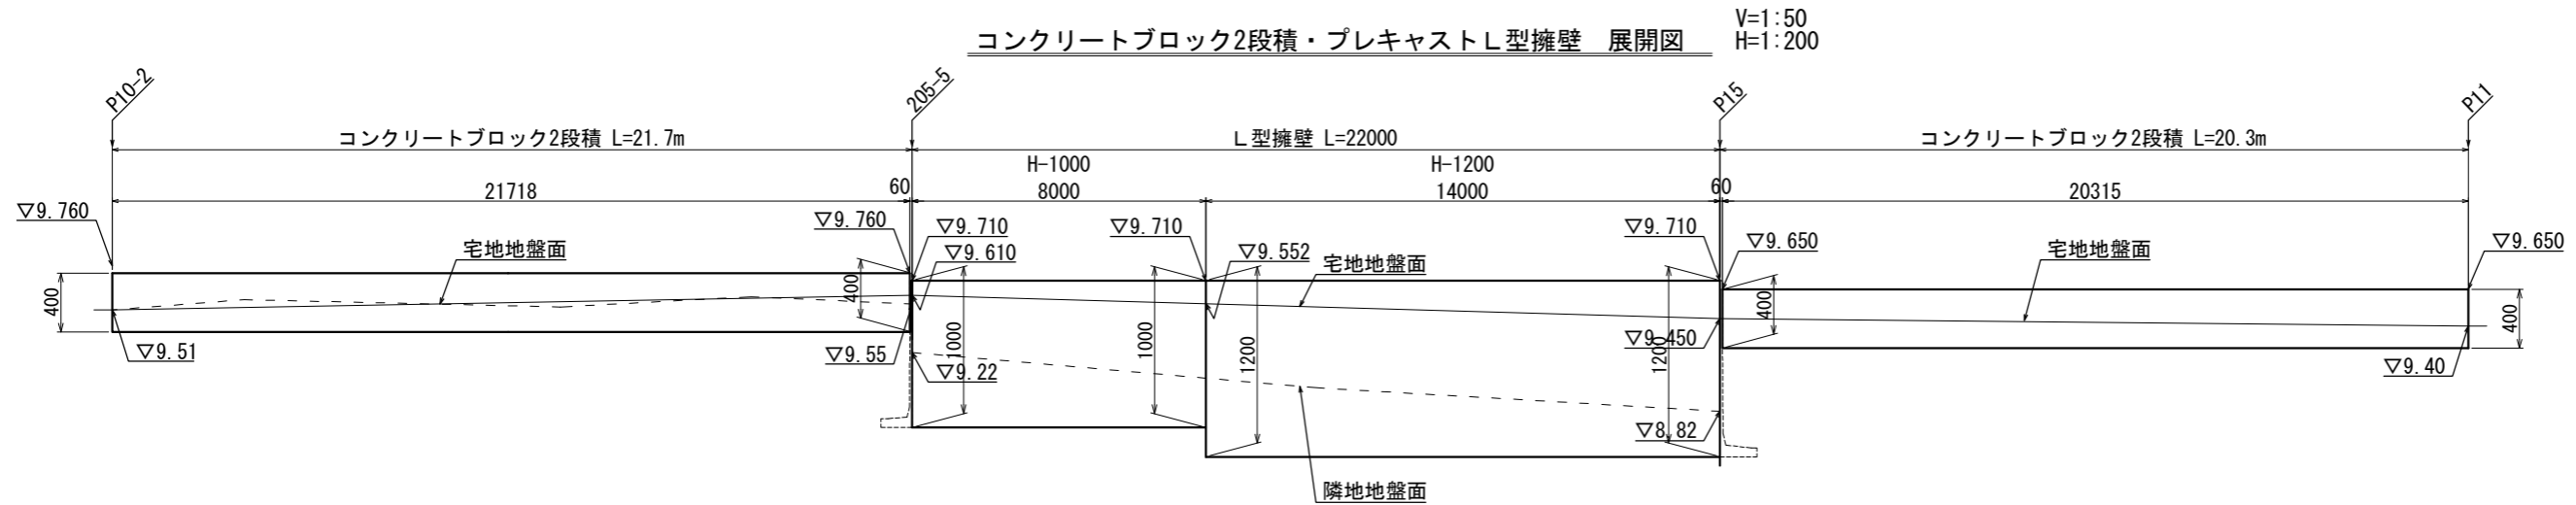 コンクリートブロック2段積・プレキャストL型擁壁 展開図
V=1:50
H=1:200
P10-2
205-5
P15
P11
コンクリートブロック2段積 L=21.7m
L型擁壁 L=22000
コンクリートブロック2段積 L=20.3m
H-1000
H-1200
21718
60
8000
14000
60
20315
▽9.760
▽9.760
▽9.710
▽9.710
▽9.710
▽9.650
▽9.650
宅地地盤面
▽9.610
▽9.552
宅地地盤面
宅地地盤面
400
400
1000
1000
1200
1200
400
400
▽9.51
▽9.55
▽9.22
▽9.450
▽9.40
▽8.82
隣地地盤面